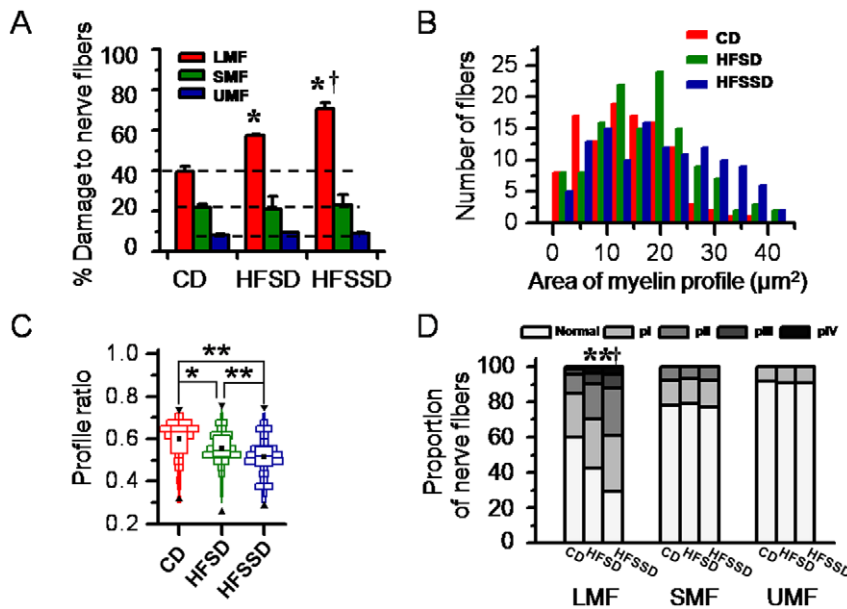 A
% Damage to nerve fibers
100
80
60
40
20
0
LMF
SMF
UMF
*
*†
CD
HFSD
HFSSD
B
Number of fibers
25
20
15
10
5
0
CD
HFSD
HFSSD
0
10
20
30
40
Area of myelin profile (μm²)
C
Profile ratio
1.0
0.8
0.6
0.4
0.2
**
*
**
CD
HFSD
HFSSD
D
Normal
pI
pII
pIII
pIV
Proportion
of nerve fibers
100
80
60
40
20
0
**†
CD
HFSD
HFSSD
CD
HFSD
HFSSD
CD
HFSD
HFSSD
LMF
SMF
UMF